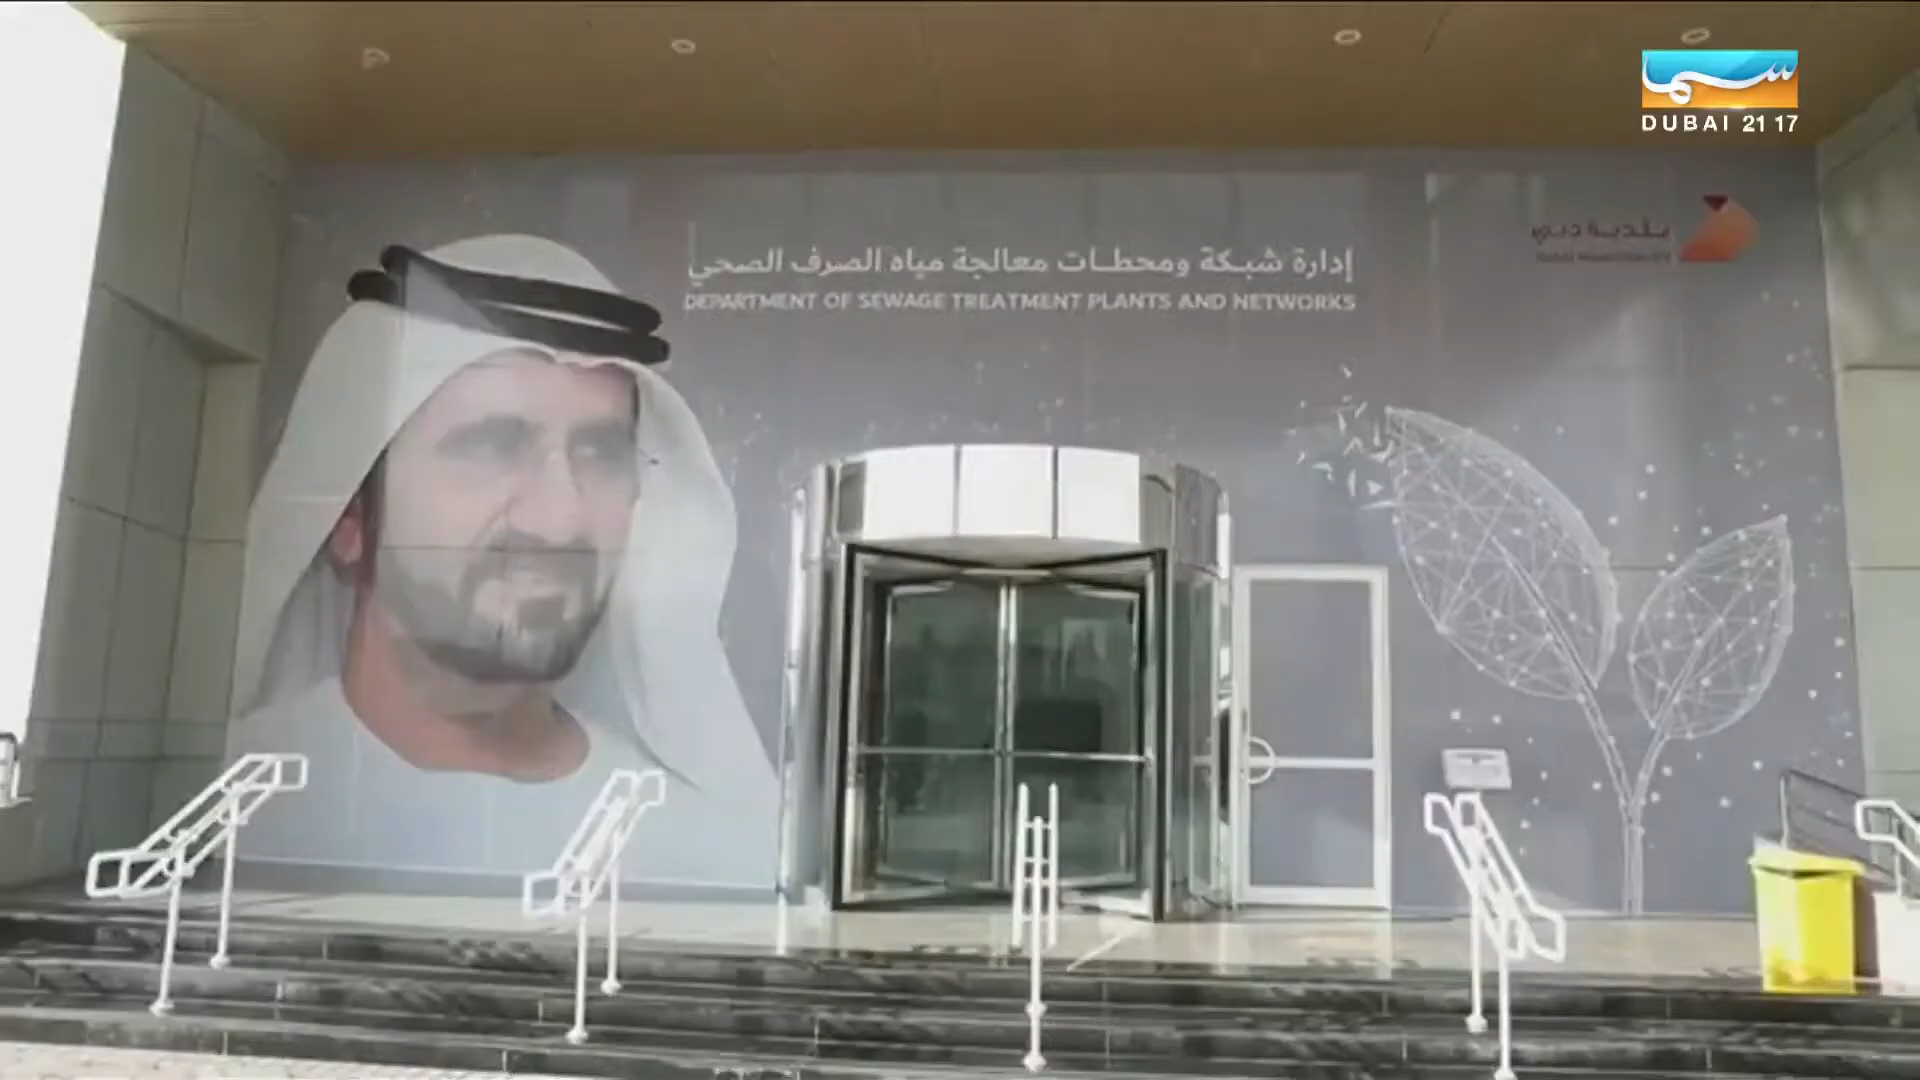 سما
DUBAI 21 17
بلدية دبي
إدارة شبكة ومحطات معالجة مياه الصرف الصحي
DEPARTMENT OF SEWAGE TREATMENT PLANTS AND NETWORKS